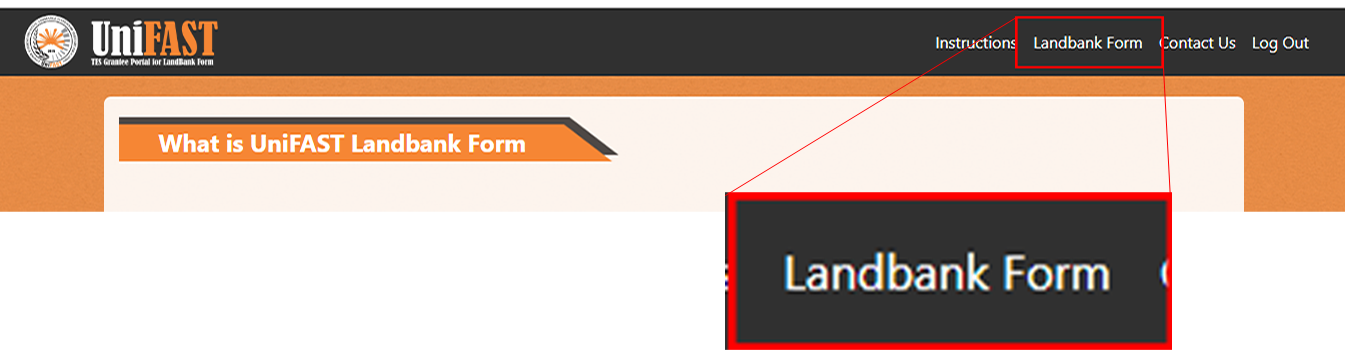 UniFAST
TES Grantee Portal for LandBank Form
Instructions Landbank Form Contact Us Log Out
What is UniFAST Landbank Form
Landbank Form